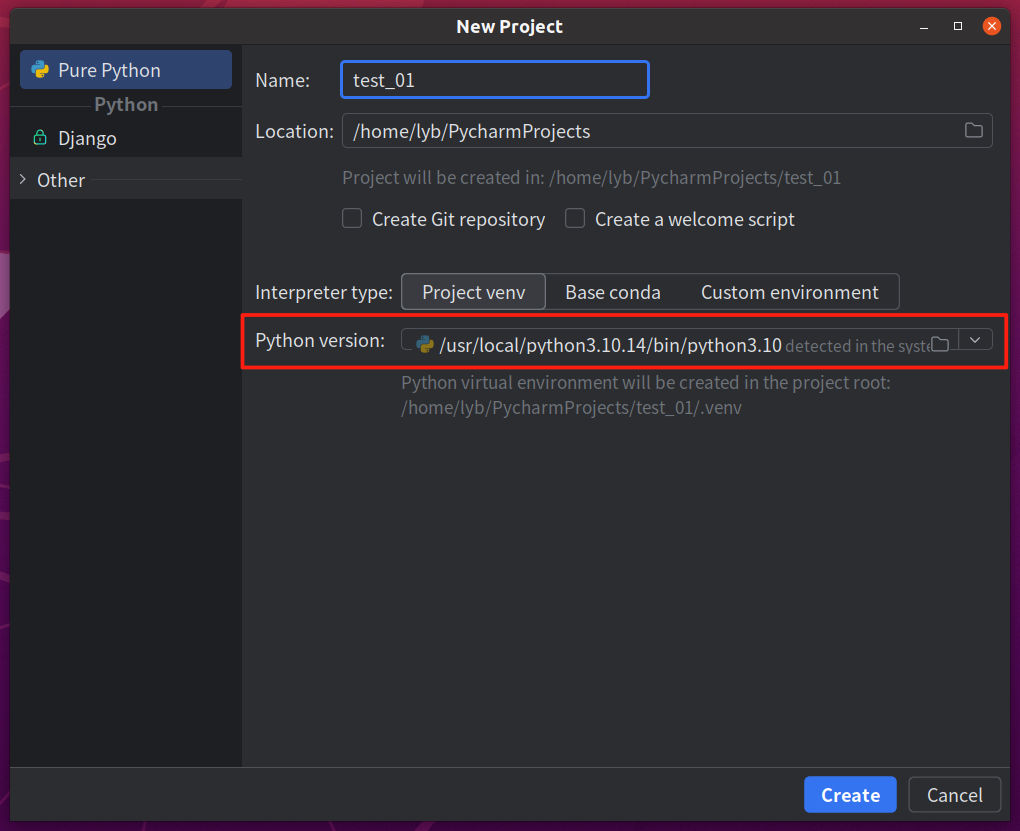 New Project
Pure Python
Python
Django
Other
Name: test_01
Location: /home/lyb/PycharmProjects
Project will be created in: /home/lyb/PycharmProjects/test_01
Create Git repository Create a welcome script
Interpreter type: Project venv Base conda Custom environment
Python version: /usr/local/python3.10.14/bin/python3.10 detected in the syste
Python virtual environment will be created in the project root:
/home/lyb/PycharmProjects/test_01/.venv
Create Cancel